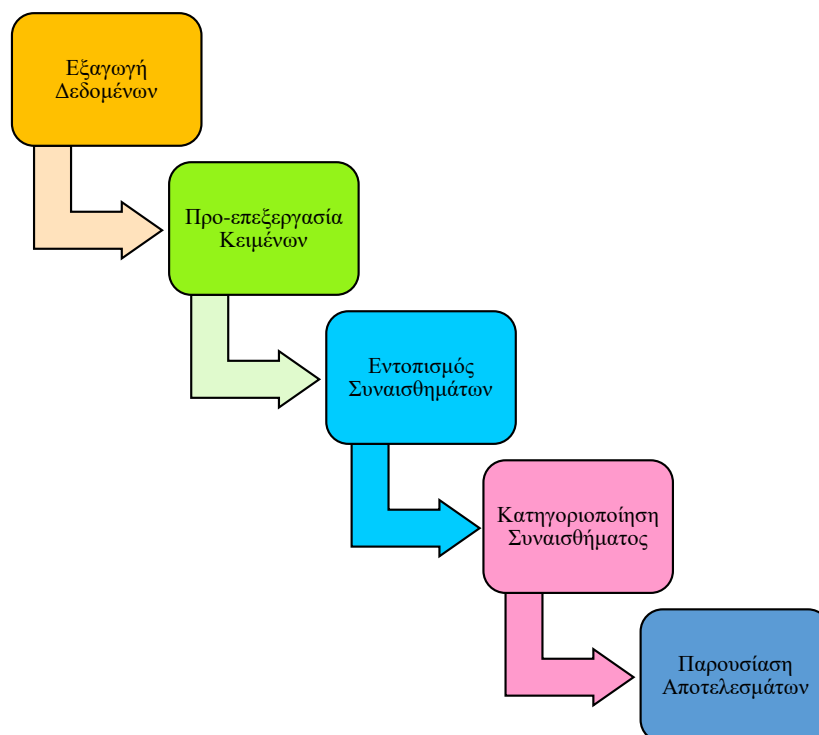 Εξαγωγή
Δεδομένων
Προ-επεξεργασία
Κειμένων
Εντοπισμός
Συναισθημάτων
Κατηγοριοποίηση
Συναισθήματος
Παρουσίαση
Αποτελεσμάτων